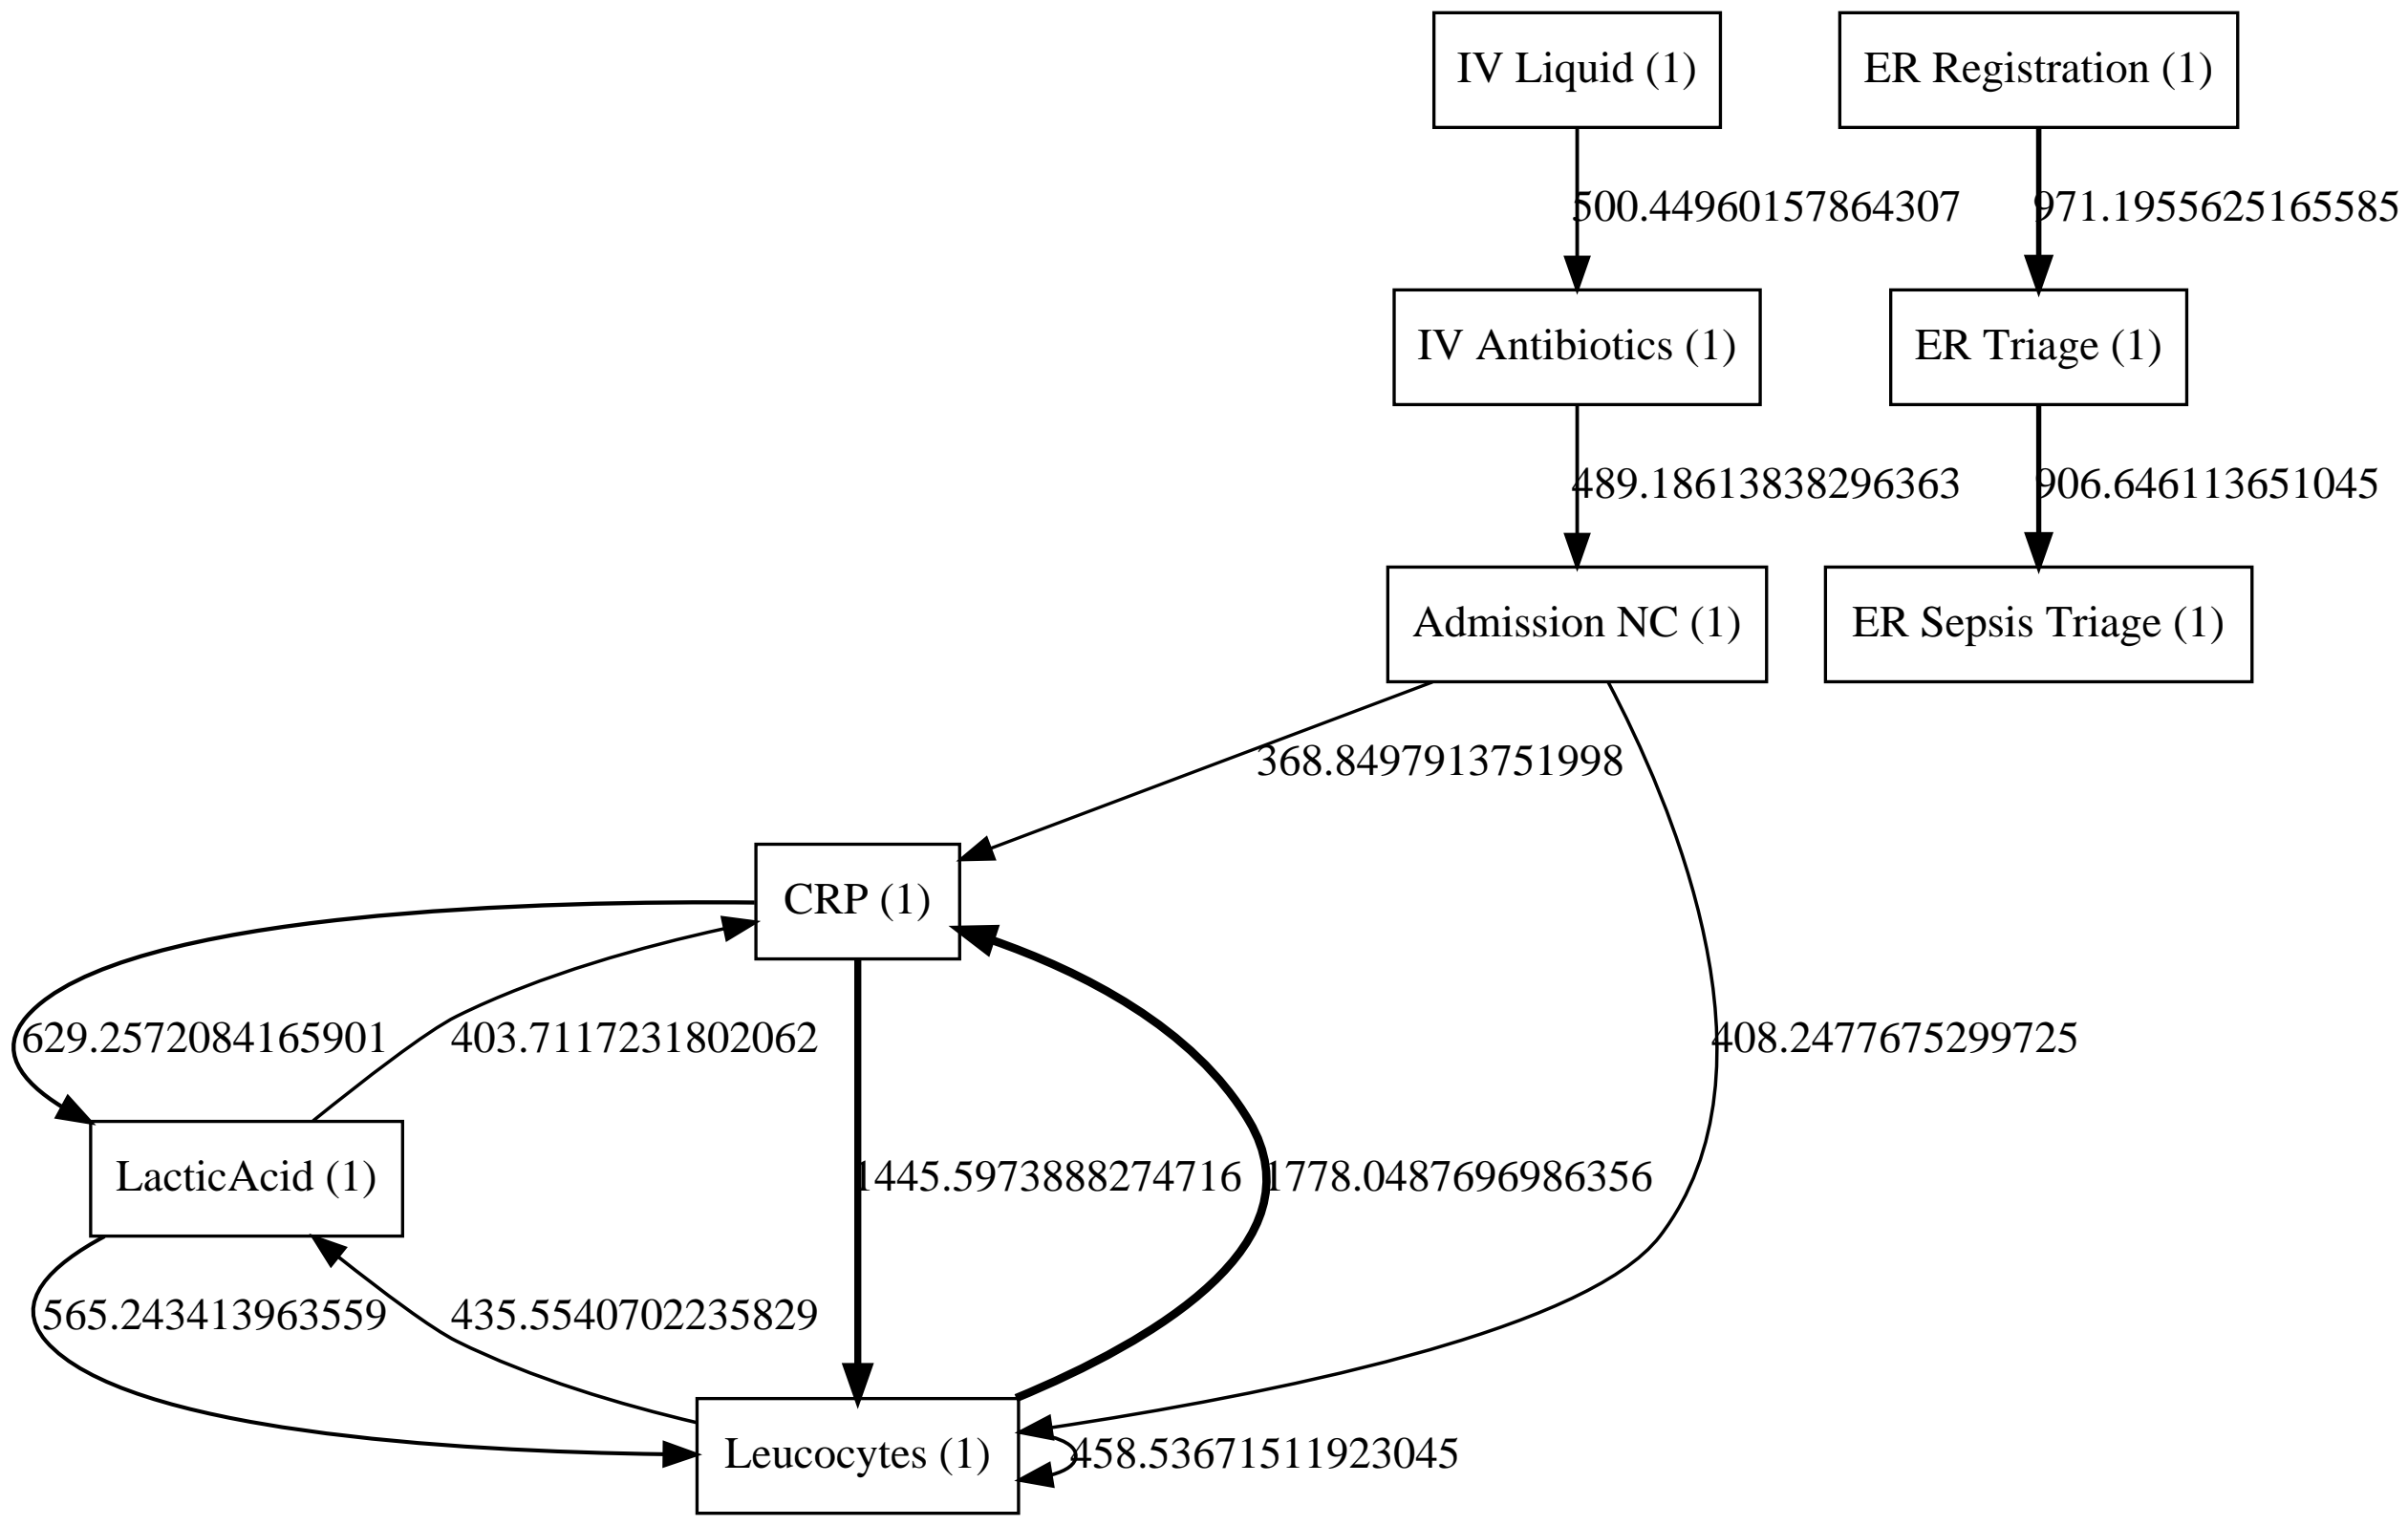 IV Liquid (1)
ER Registration (1)
500.44960157864307
971.1955625165585
IV Antibiotics (1)
ER Triage (1)
489.18613838296363
906.646113651045
Admission NC (1)
ER Sepsis Triage (1)
368.8497913751998
CRP (1)
629.2572084165901
403.7117231802062
408.2477675299725
LacticAcid (1)
1445.5973888274716
1778.0487696986356
565.243413963559
435.5540702235829
Leucocytes (1)
458.53671511923045